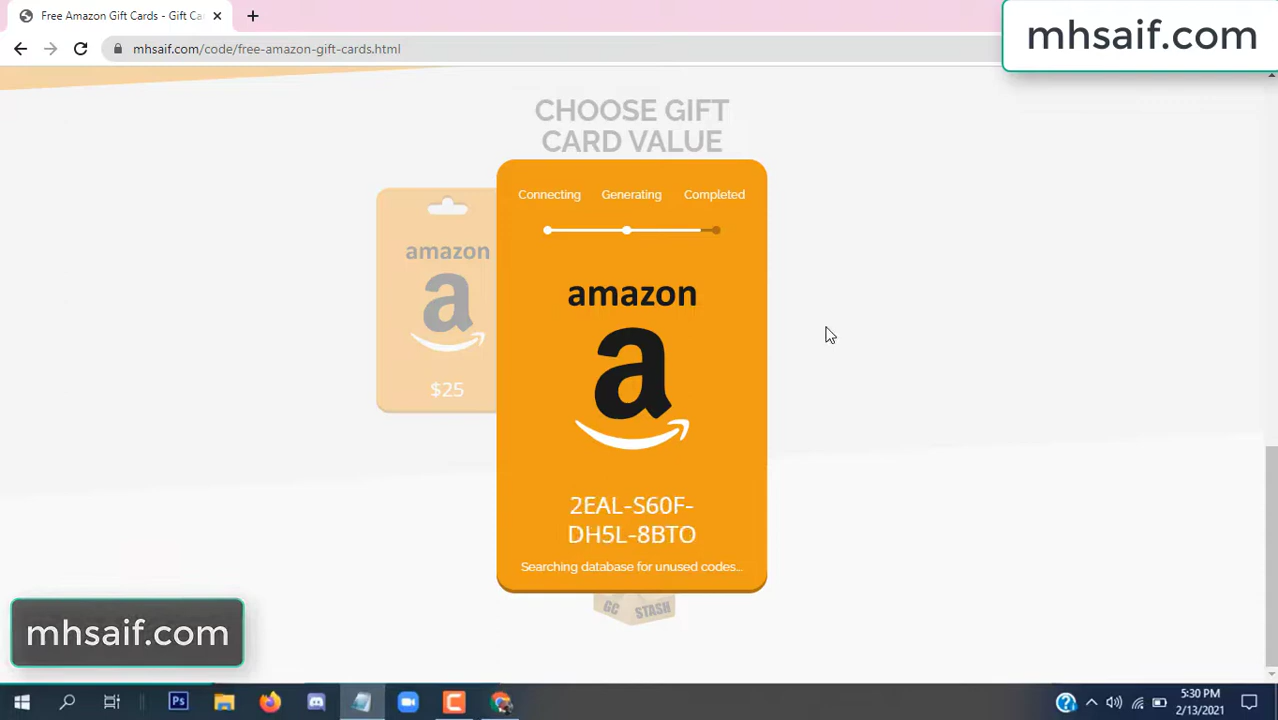 Free Amazon Gift Cards - Gift Ca
mhsaif.com/code/free-amazon-gift-cards.html
mhsaif.com
CHOOSE GIFT
CARD VALUE
Connecting Generating Completed
amazon
a
$25
amazon
a
2EAL-S60F-
DH5L-8BTO
Searching database for unused codes...
GC STASH
mhsaif.com
Ps
5:30 PM
2/13/2021